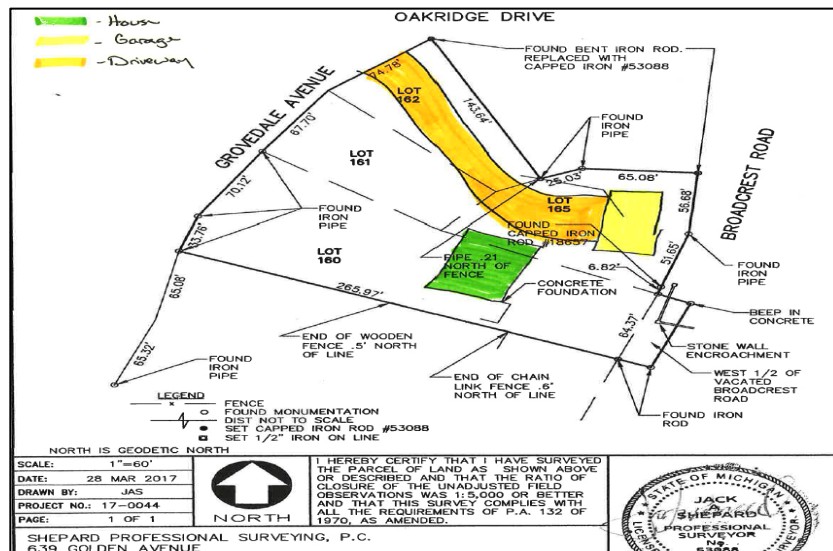 - House
- Garage
- Driveway
OAKRIDGE DRIVE
GROVEDALE AVENUE
BROADCREST ROAD
FOUND BENT IRON ROD.
REPLACED WITH
CAPPED IRON #53088
74.78'
LOT
162
143.64'
FOUND
IRON
PIPE
67.70'
LOT
161
25.03'
65.08'
56.68'
70.12'
LOT
165
FOUND
IRON
PIPE
33.76'
FOUND
CAPPED IRON
ROD #18657
51.65'
LOT
160
PIPE .21
NORTH OF
FENCE
6.82'
FOUND
IRON
PIPE
65.08'
265.97'
CONCRETE
FOUNDATION
64.37'
BEEP IN
CONCRETE
END OF WOODEN
FENCE .5' NORTH
OF LINE
STONE WALL
ENCROACHMENT
65.32'
FOUND
IRON
PIPE
END OF CHAIN
LINK FENCE .6'
NORTH OF LINE
WEST 1/2 OF
VACATED
BROADCREST
ROAD
FOUND IRON
ROD
LEGEND
x FENCE
FOUND MONUMENTATION
DIST NOT TO SCALE
SET CAPPED IRON ROD #53088
SET 1/2" IRON ON LINE
NORTH IS GEODETIC NORTH
SCALE: 1"=60'
DATE: 28 MAR 2017
DRAWN BY: JAS
PROJECT NO.: 17-0044
PAGE: 1 OF 1
NORTH
I HEREBY CERTIFY THAT I HAVE SURVEYED
THE PARCEL OF LAND AS SHOWN ABOVE
OR DESCRIBED AND THAT THE RATIO OF
CLOSURE OF THE UNADJUSTED FIELD
OBSERVATIONS WAS 1:5,000 OR BETTER
AND THAT THIS SURVEY COMPLIES WITH
ALL THE REQUIREMENTS OF P.A. 132 OF
1970, AS AMENDED.
STATE OF MICHIGAN
JACK
A.
SHEPARD
PROFESSIONAL
SURVEYOR
No.
53088
SHEPARD PROFESSIONAL SURVEYING, P.C.
639 GOLDEN AVENUE